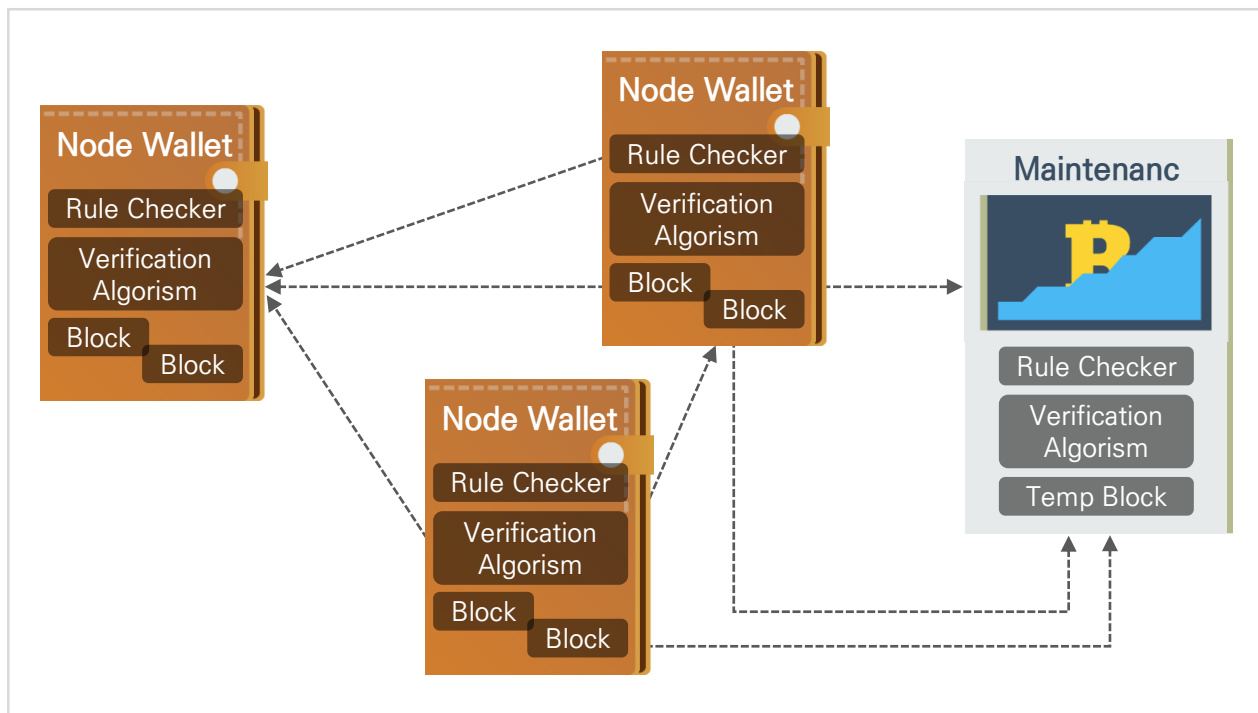 Node Wallet
Rule Checker
Verification
Algorism
Block
Block
Node Wallet
Rule Checker
Verification
Algorism
Block
Block
Node Wallet
Rule Checker
Verification
Algorism
Block
Block
Maintenanc
Rule Checker
Verification
Algorism
Temp Block